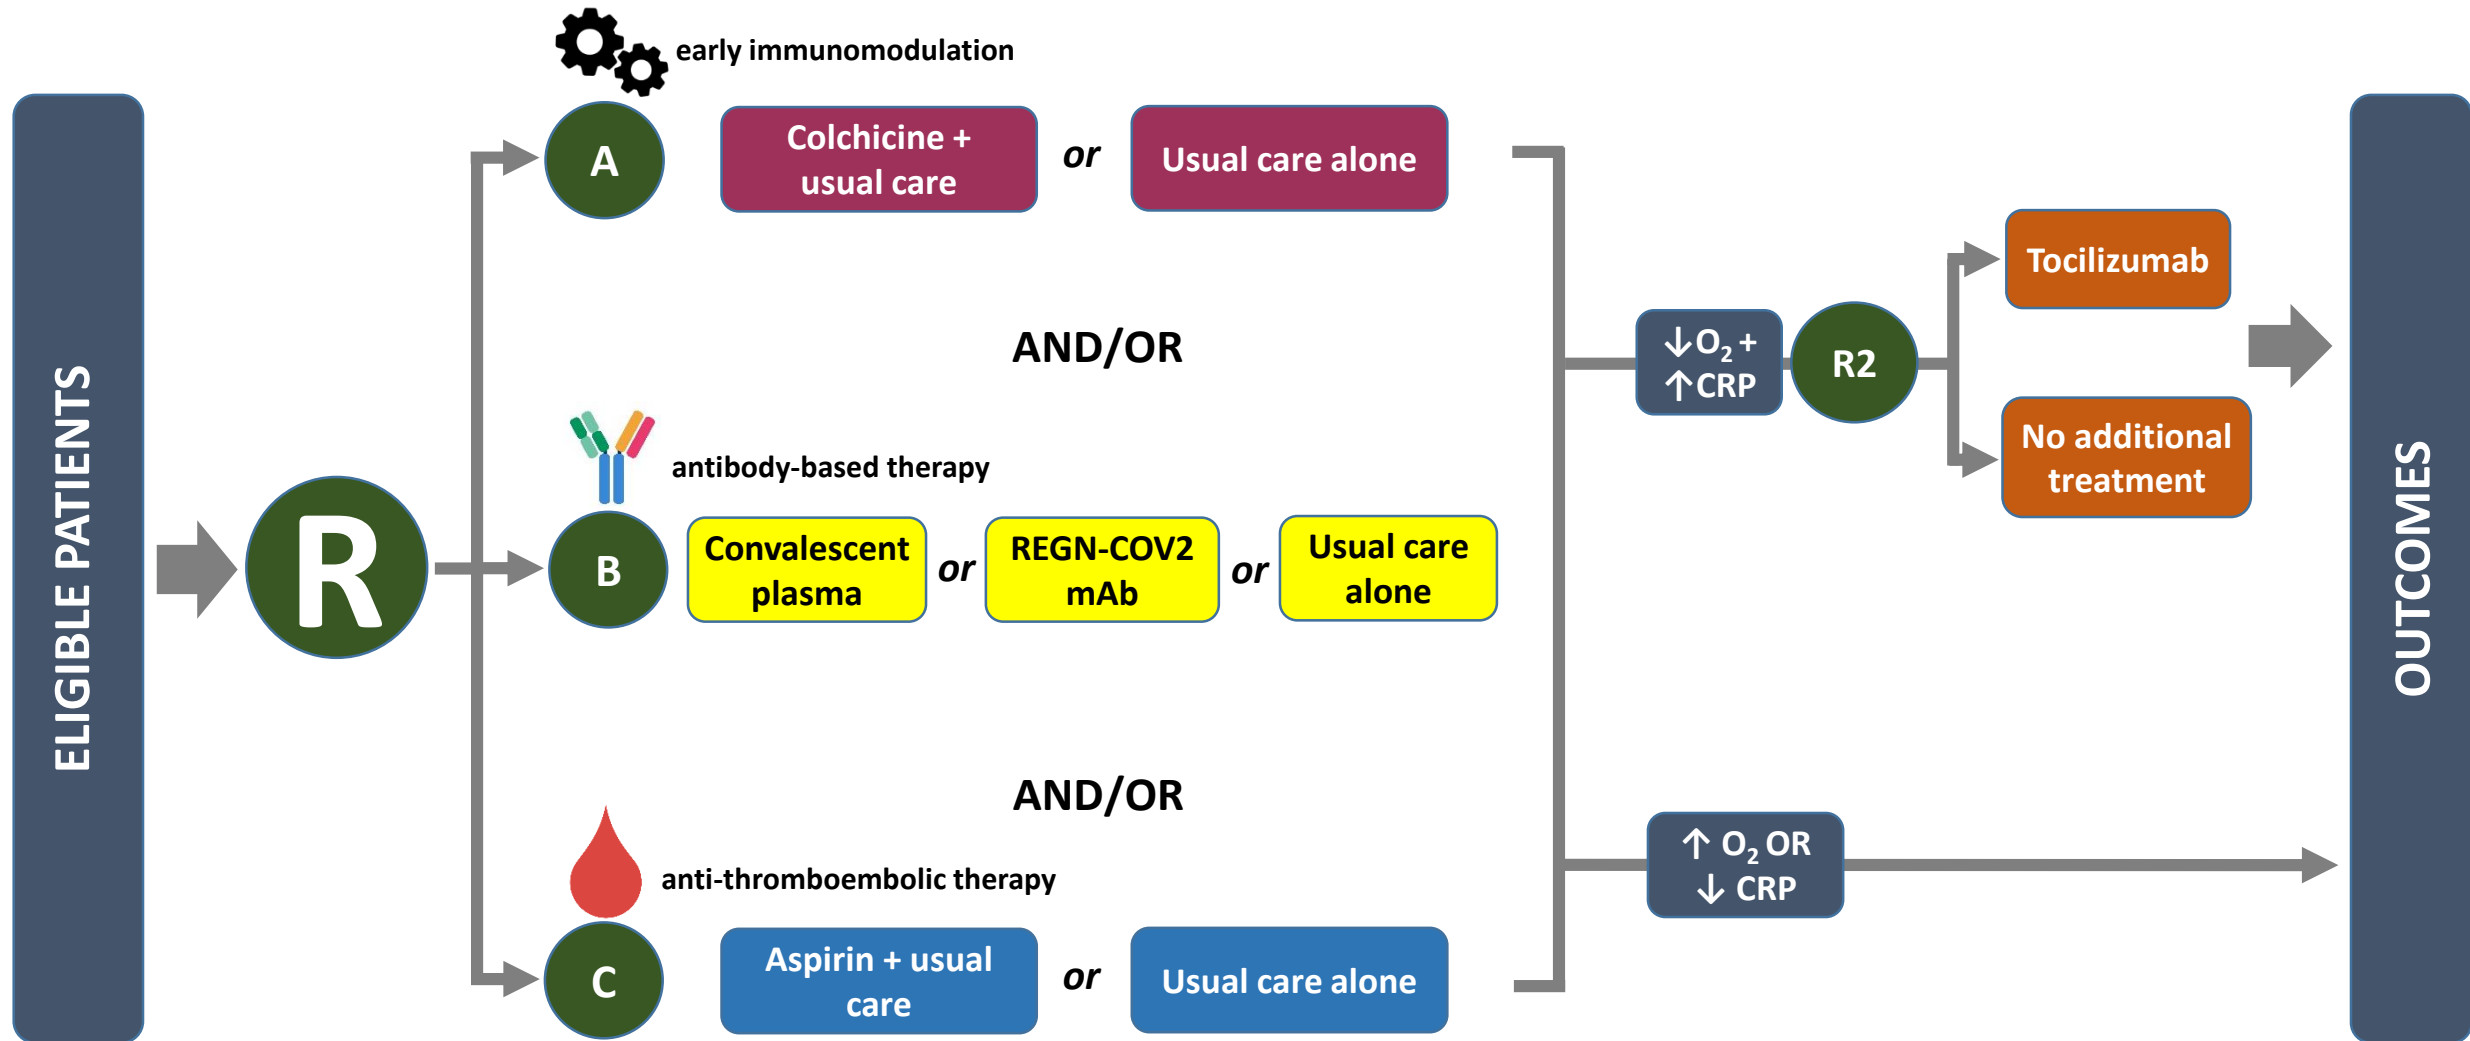 ELIGIBLE PATIENTS
R
early immunomodulation
A
Colchicine +
usual care
or
Usual care alone
AND/OR
antibody-based therapy
B
Convalescent
plasma
or
REGN-COV2
mAb
or
Usual care
alone
AND/OR
anti-thromboembolic therapy
C
Aspirin + usual
care
or
Usual care alone
↓O₂ +
↑CRP
R2
Tocilizumab
No additional
treatment
↑ O₂ OR
↓ CRP
OUTCOMES